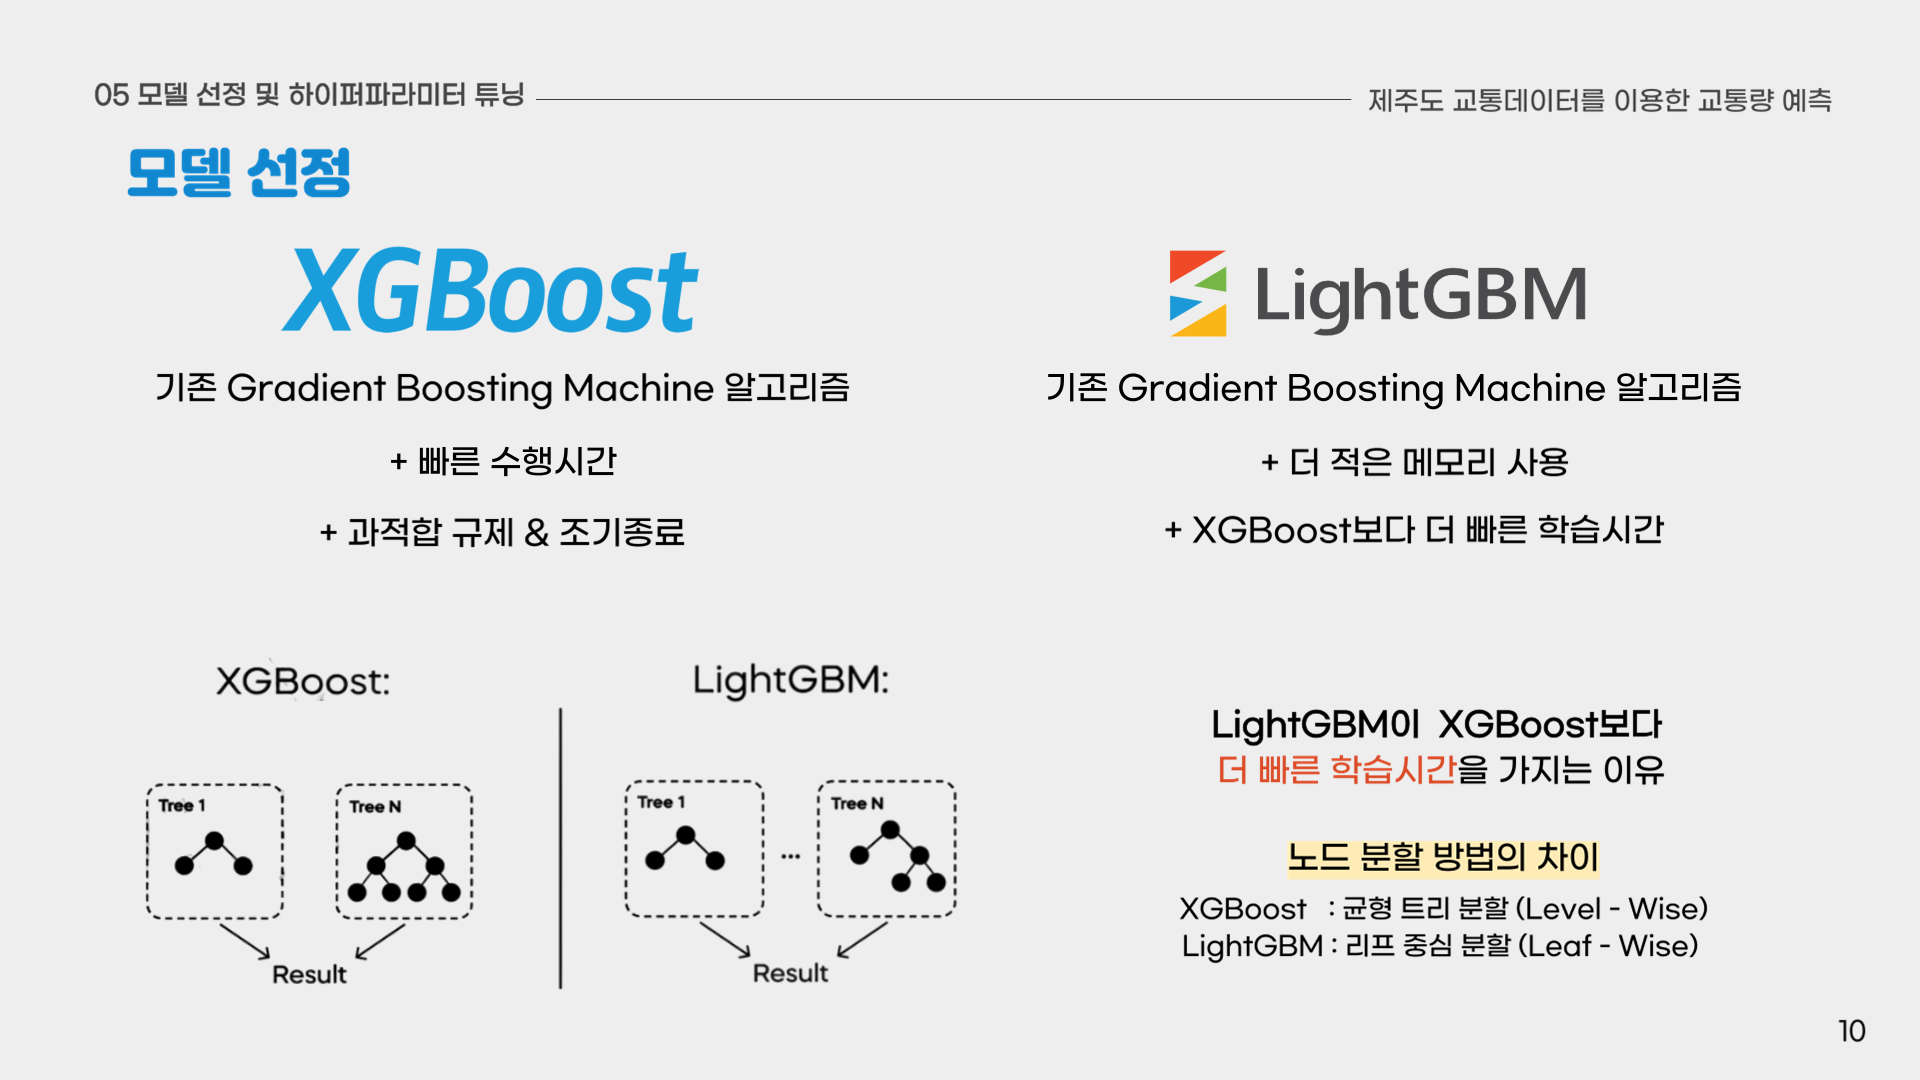 05 모델 선정 및 하이퍼파라미터 튜닝
제주도 교통데이터를 이용한 교통량 예측
모델 선정
XGBoost
기존 Gradient Boosting Machine 알고리즘
+ 빠른 수행시간
+ 과적합 규제 & 조기종료
LightGBM
기존 Gradient Boosting Machine 알고리즘
+ 더 적은 메모리 사용
+ XGBoost보다 더 빠른 학습시간
XGBoost:
Tree 1
Tree N
Result
LightGBM:
Tree 1
...
Tree N
Result
LightGBM이 XGBoost보다
더 빠른 학습시간을 가지는 이유
노드 분할 방법의 차이
XGBoost : 균형 트리 분할 (Level - Wise)
LightGBM : 리프 중심 분할 (Leaf - Wise)
10